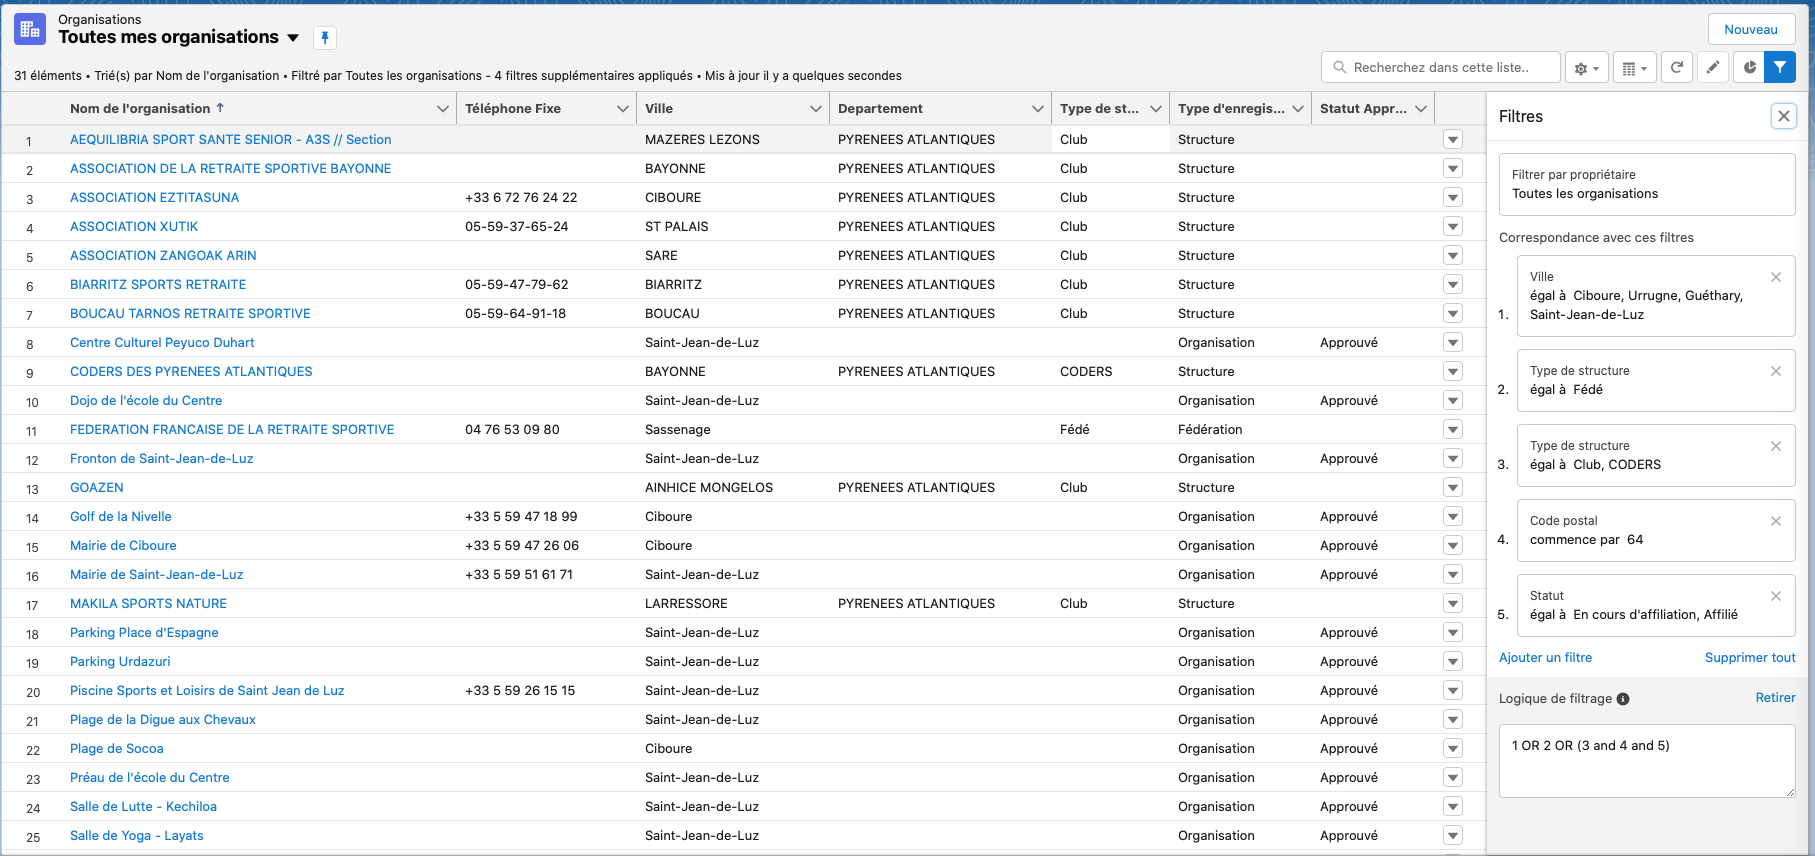 Organisations
Toutes mes organisations
Nouveau
31 éléments • Trié(s) par Nom de l'organisation • Filtré par Toutes les organisations - 4 filtres supplémentaires appliqués • Mis à jour il y a quelques secondes
Recherchez dans cette liste..
Nom de l'organisation ↑ Téléphone Fixe Ville Departement Type de st... Type d'enregis... Statut Appr...
1 AEQUILIBRIA SPORT SANTE SENIOR - A3S // Section MAZERES LEZONS PYRENEES ATLANTIQUES Club Structure
2 ASSOCIATION DE LA RETRAITE SPORTIVE BAYONNE BAYONNE PYRENEES ATLANTIQUES Club Structure
3 ASSOCIATION EZTITASUNA +33 6 72 76 24 22 CIBOURE PYRENEES ATLANTIQUES Club Structure
4 ASSOCIATION XUTIK 05-59-37-65-24 ST PALAIS PYRENEES ATLANTIQUES Club Structure
5 ASSOCIATION ZANGOAK ARIN SARE PYRENEES ATLANTIQUES Club Structure
6 BIARRITZ SPORTS RETRAITE 05-59-47-79-62 BIARRITZ PYRENEES ATLANTIQUES Club Structure
7 BOUCAU TARNOS RETRAITE SPORTIVE 05-59-64-91-18 BOUCAU PYRENEES ATLANTIQUES Club Structure
8 Centre Culturel Peyuco Duhart Saint-Jean-de-Luz Organisation Approuvé
9 CODERS DES PYRENEES ATLANTIQUES BAYONNE PYRENEES ATLANTIQUES CODERS Structure
10 Dojo de l'école du Centre Saint-Jean-de-Luz Organisation Approuvé
11 FEDERATION FRANCAISE DE LA RETRAITE SPORTIVE 04 76 53 09 80 Sassenage Fédé Fédération
12 Fronton de Saint-Jean-de-Luz Saint-Jean-de-Luz Organisation Approuvé
13 GOAZEN AINHICE MONGELOS PYRENEES ATLANTIQUES Club Structure
14 Golf de la Nivelle +33 5 59 47 18 99 Ciboure Organisation Approuvé
15 Mairie de Ciboure +33 5 59 47 26 06 Ciboure Organisation Approuvé
16 Mairie de Saint-Jean-de-Luz +33 5 59 51 61 71 Saint-Jean-de-Luz Organisation Approuvé
17 MAKILA SPORTS NATURE LARRESSORE PYRENEES ATLANTIQUES Club Structure
18 Parking Place d'Espagne Saint-Jean-de-Luz Organisation Approuvé
19 Parking Urdazuri Saint-Jean-de-Luz Organisation Approuvé
20 Piscine Sports et Loisirs de Saint Jean de Luz +33 5 59 26 15 15 Saint-Jean-de-Luz Organisation Approuvé
21 Plage de la Digue aux Chevaux Saint-Jean-de-Luz Organisation Approuvé
22 Plage de Socoa Ciboure Organisation Approuvé
23 Préau de l'école du Centre Saint-Jean-de-Luz Organisation Approuvé
24 Salle de Lutte - Kechiloa Saint-Jean-de-Luz Organisation Approuvé
25 Salle de Yoga - Layats Saint-Jean-de-Luz Organisation Approuvé
Filtres
Filtrer par propriétaire
Toutes les organisations
Correspondance avec ces filtres
Ville
égal à Ciboure, Urrugne, Guéthary,
1. Saint-Jean-de-Luz
Type de structure
2. égal à Fédé
Type de structure
3. égal à Club, CODERS
Code postal
4. commence par 64
Statut
5. égal à En cours d'affiliation, Affilié
Ajouter un filtre Supprimer tout
Logique de filtrage Retirer
1 OR 2 OR (3 and 4 and 5)